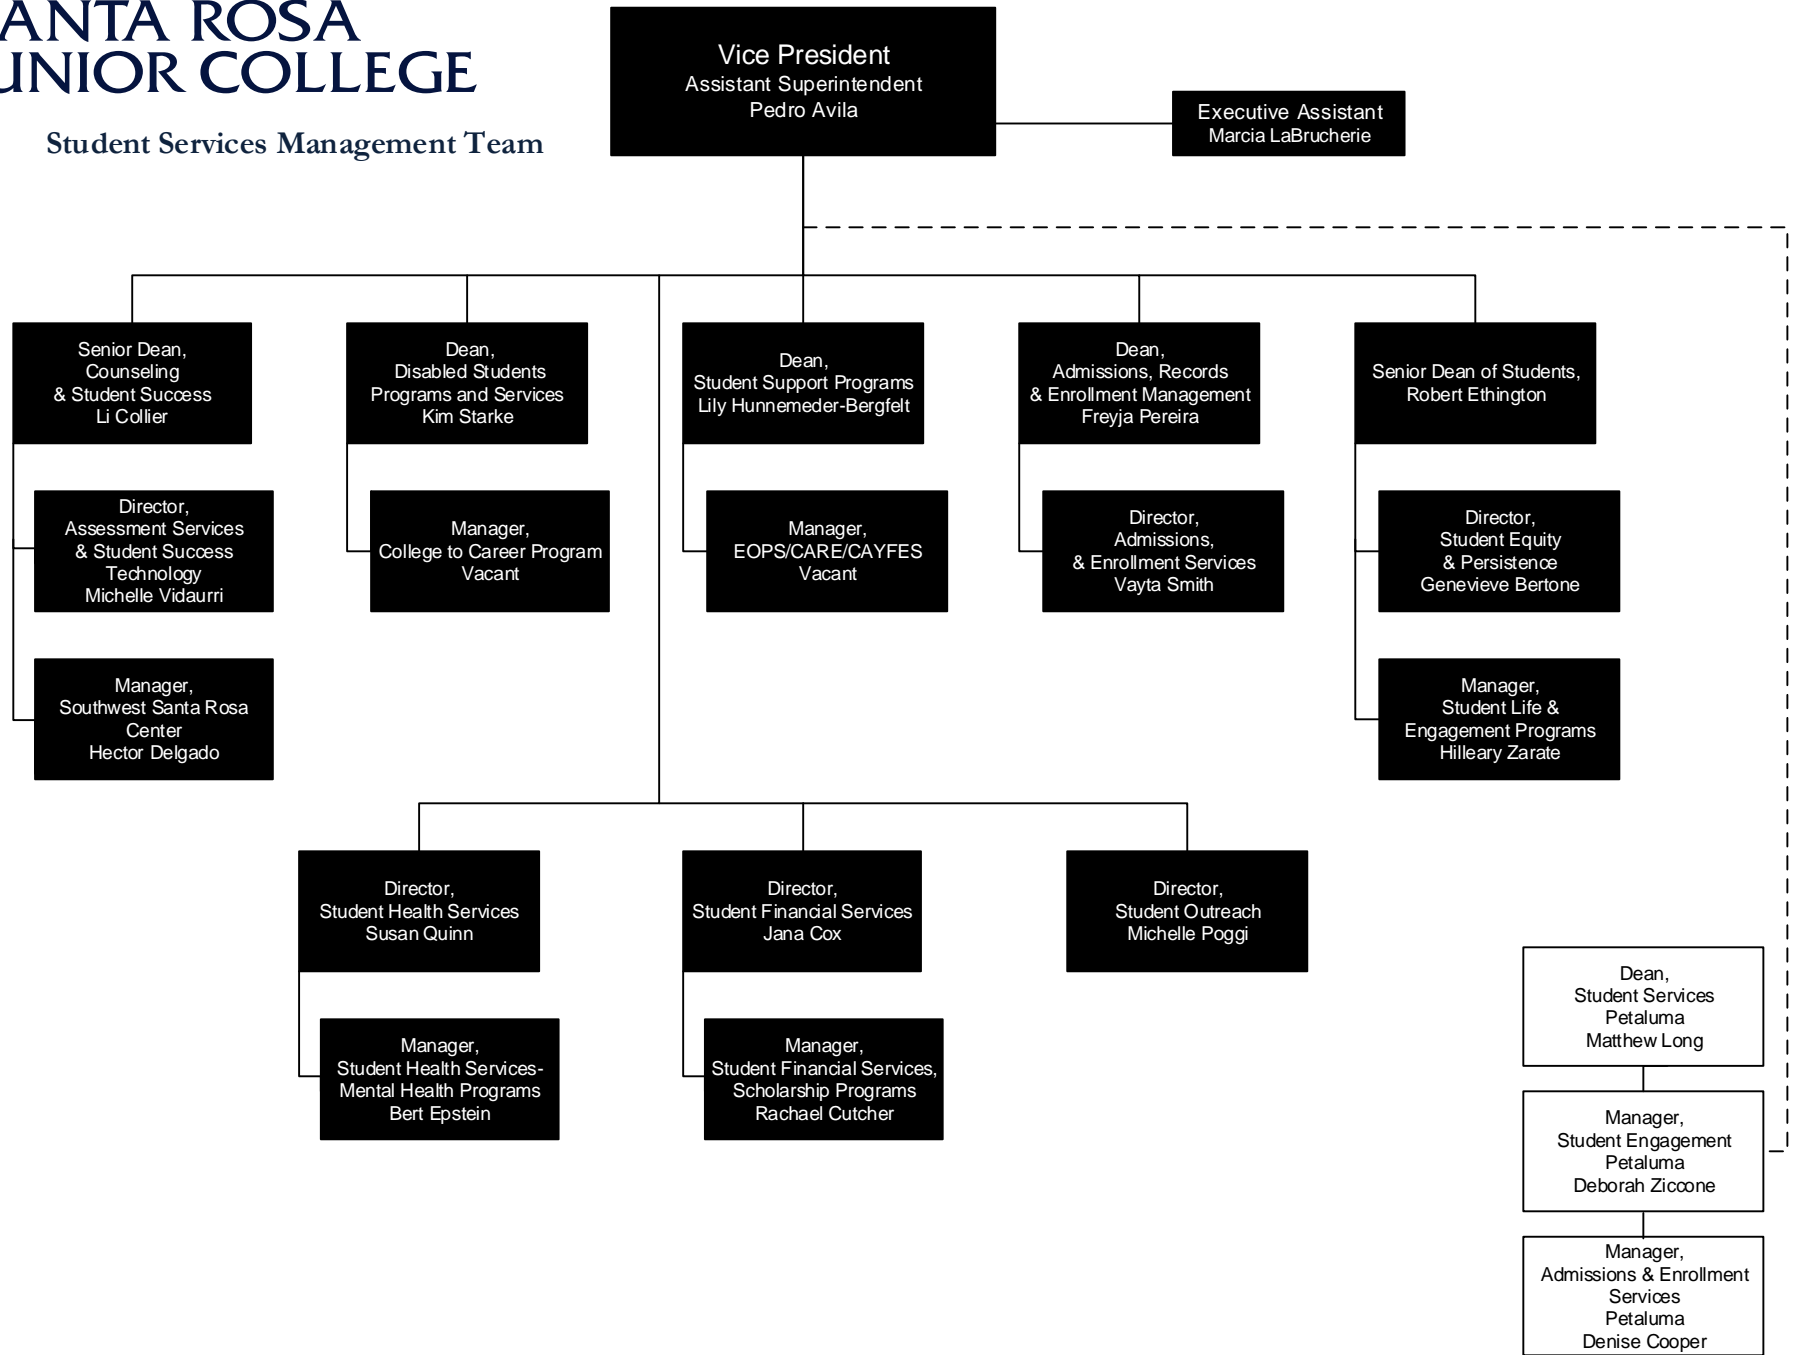 ANTA ROSA
UNIOR COLLEGE
Student Services Management Team
Vice President
Assistant Superintendent
Pedro Avila
Executive Assistant
Marcia LaBrucherie
Senior Dean,
Counseling
& Student Success
Li Collier
Dean,
Disabled Students
Programs and Services
Kim Starke
Dean,
Student Support Programs
Lily Hunnemeder-Bergfelt
Dean,
Admissions, Records
& Enrollment Management
Freyja Pereira
Senior Dean of Students,
Robert Ethington
Director,
Assessment Services
& Student Success
Technology
Michelle Vidaurri
Manager,
College to Career Program
Vacant
Manager,
EOPS/CARE/CAYFES
Vacant
Director,
Admissions,
& Enrollment Services
Vayta Smith
Director,
Student Equity
& Persistence
Genevieve Bertone
Manager,
Southwest Santa Rosa
Center
Hector Delgado
Manager,
Student Life &
Engagement Programs
Hilleary Zarate
Director,
Student Health Services
Susan Quinn
Director,
Student Financial Services
Jana Cox
Director,
Student Outreach
Michelle Poggi
Manager,
Student Health Services-
Mental Health Programs
Bert Epstein
Manager,
Student Financial Services,
Scholarship Programs
Rachael Cutcher
Dean,
Student Services
Petaluma
Matthew Long
Manager,
Student Engagement
Petaluma
Deborah Ziccone
Manager,
Admissions & Enrollment
Services
Petaluma
Denise Cooper